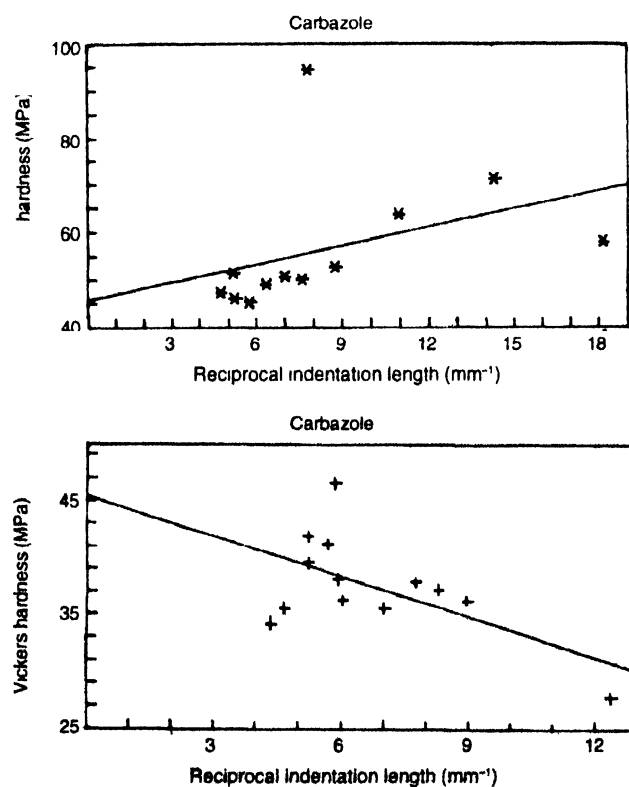 Carbazole
100
80
60
40
hardness (MPa)
3 6 9 12 15 18
Reciprocal indentation length (mm⁻¹)
Carbazole
45
35
25
Vickers hardness (MPa)
3 6 9 12
Reciprocal indentation length (mm⁻¹)